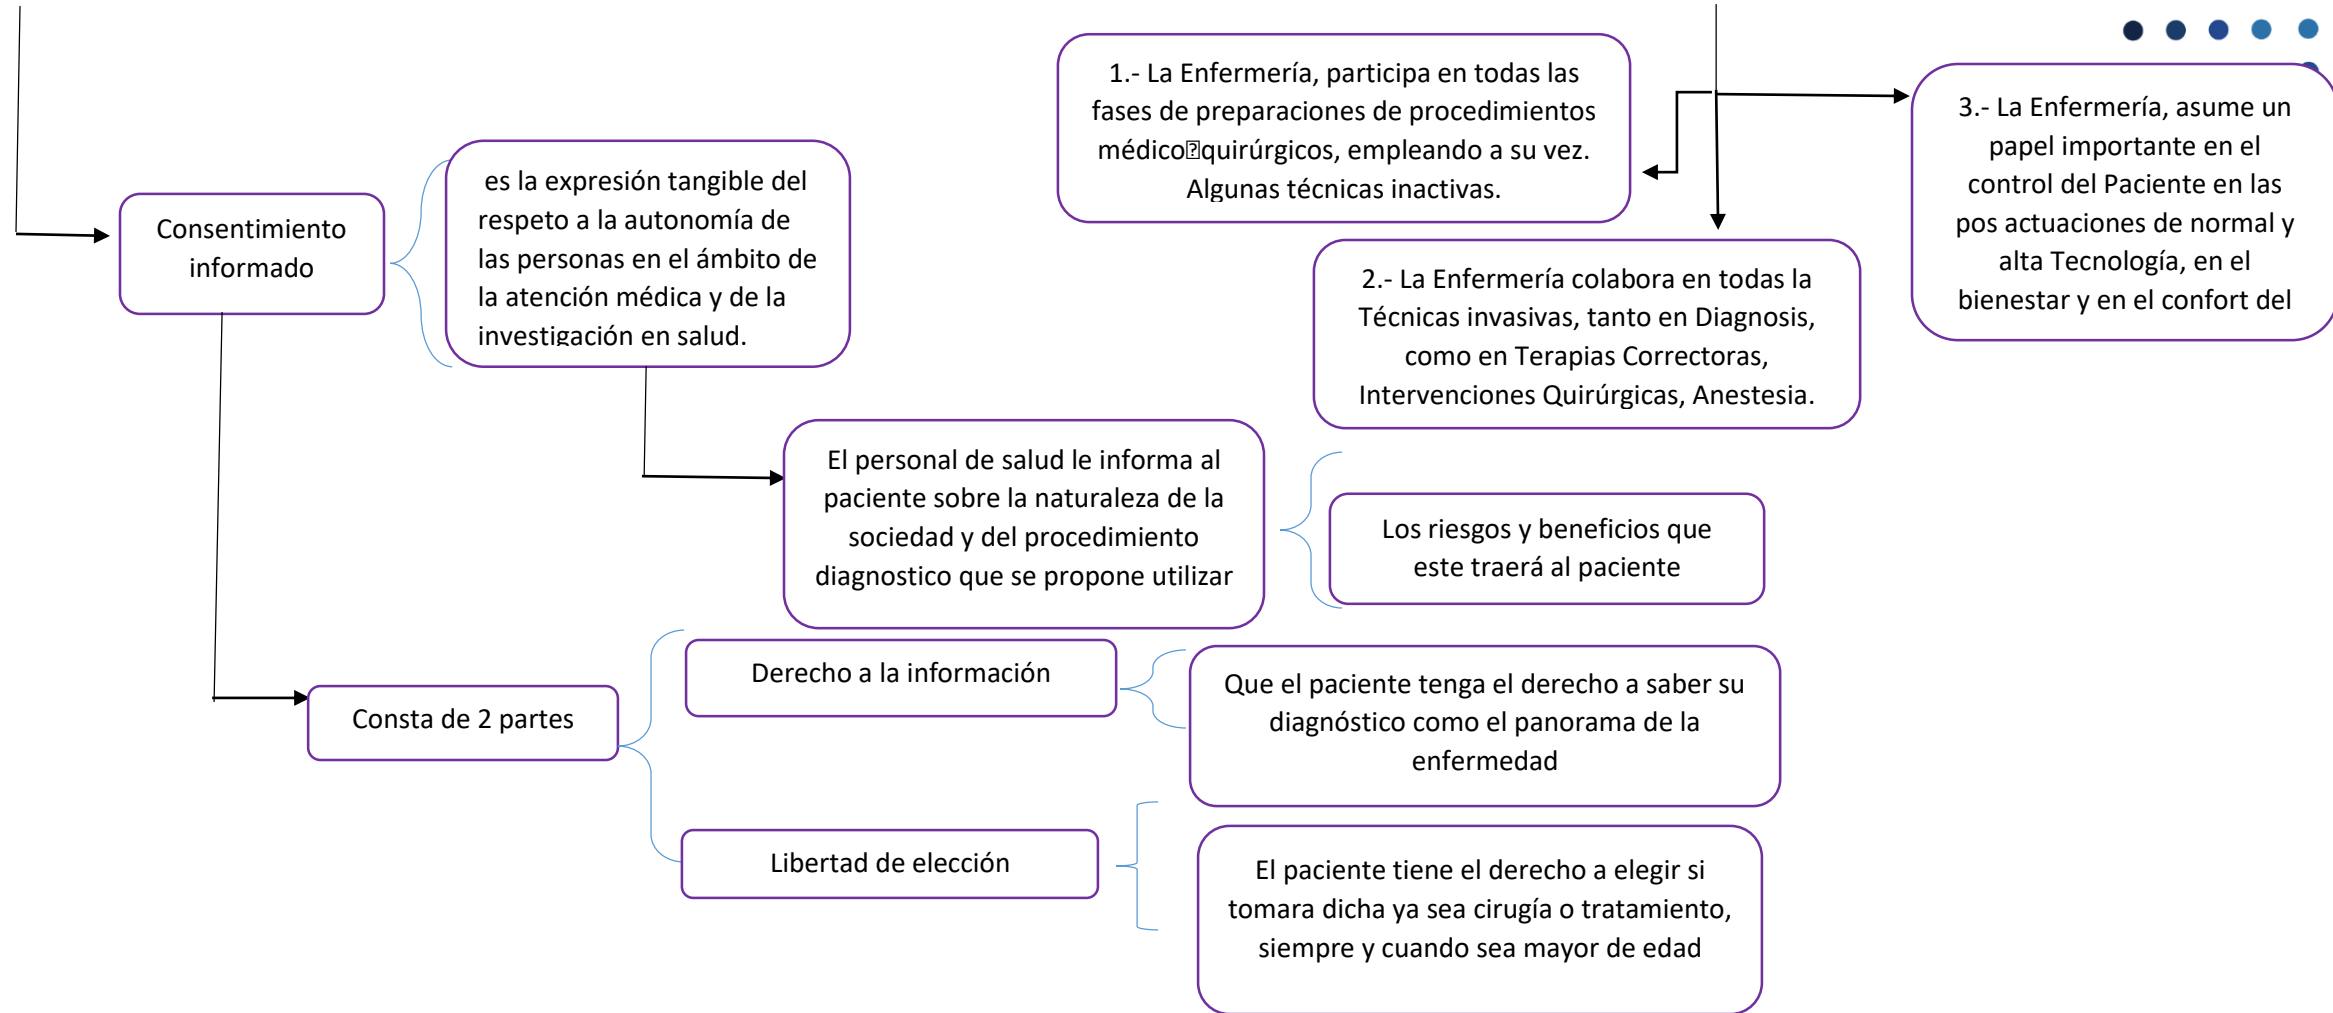 1.- La Enfermería, participa en todas las
fases de preparaciones de procedimientos
médico⍰quirúrgicos, empleando a su vez.
Algunas técnicas inactivas.
3.- La Enfermería, asume un
papel importante en el
control del Paciente en las
pos actuaciones de normal y
alta Tecnología, en el
bienestar y en el confort del
Consentimiento
informado
es la expresión tangible del
respeto a la autonomía de
las personas en el ámbito de
la atención médica y de la
investigación en salud.
2.- La Enfermería colabora en todas la
Técnicas invasivas, tanto en Diagnosis,
como en Terapias Correctoras,
Intervenciones Quirúrgicas, Anestesia.
El personal de salud le informa al
paciente sobre la naturaleza de la
sociedad y del procedimiento
diagnostico que se propone utilizar
Los riesgos y beneficios que
este traerá al paciente
Consta de 2 partes
Derecho a la información
Que el paciente tenga el derecho a saber su
diagnóstico como el panorama de la
enfermedad
Libertad de elección
El paciente tiene el derecho a elegir si
tomara dicha ya sea cirugía o tratamiento,
siempre y cuando sea mayor de edad